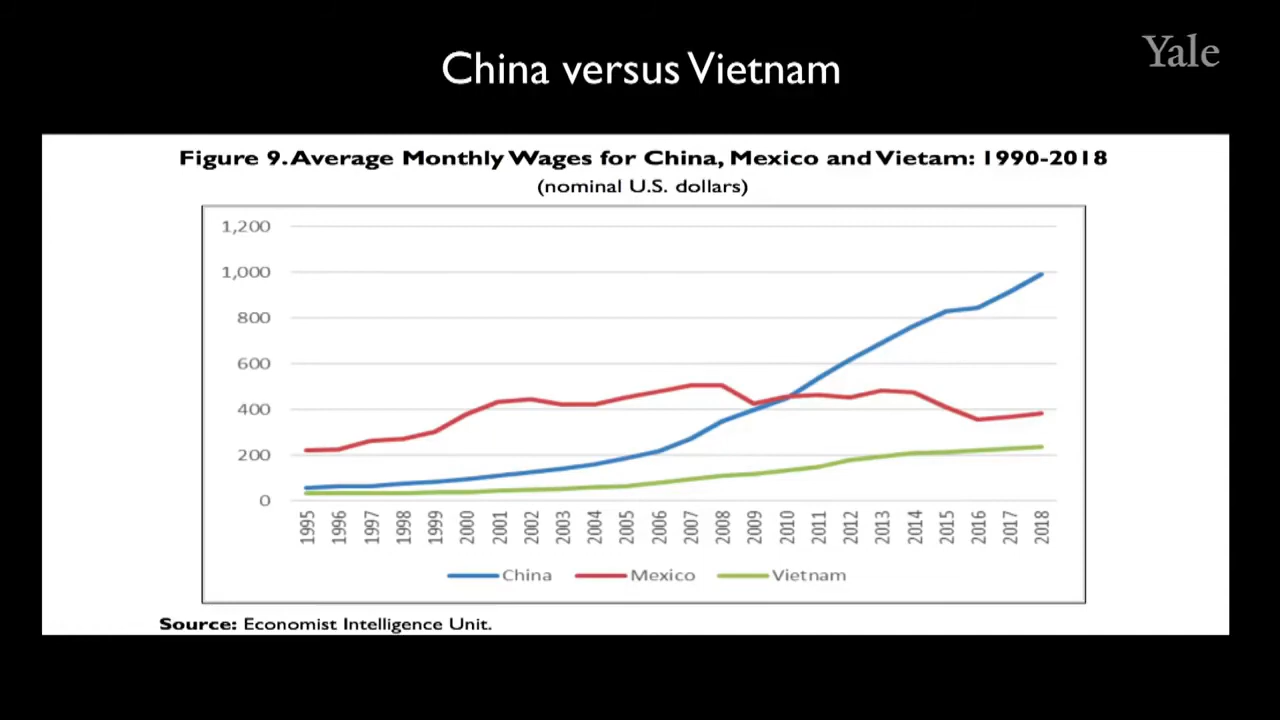 Yale
China versus Vietnam
Figure 9. Average Monthly Wages for China, Mexico and Vietam: 1990-2018
(nominal U.S. dollars)
1,200
1,000
800
600
400
200
0
1995 1996 1997 1998 1999 2000 2001 2002 2003 2004 2005 2006 2007 2008 2009 2010 2011 2012 2013 2014 2015 2016 2017 2018
China Mexico Vietnam
Source: Economist Intelligence Unit.